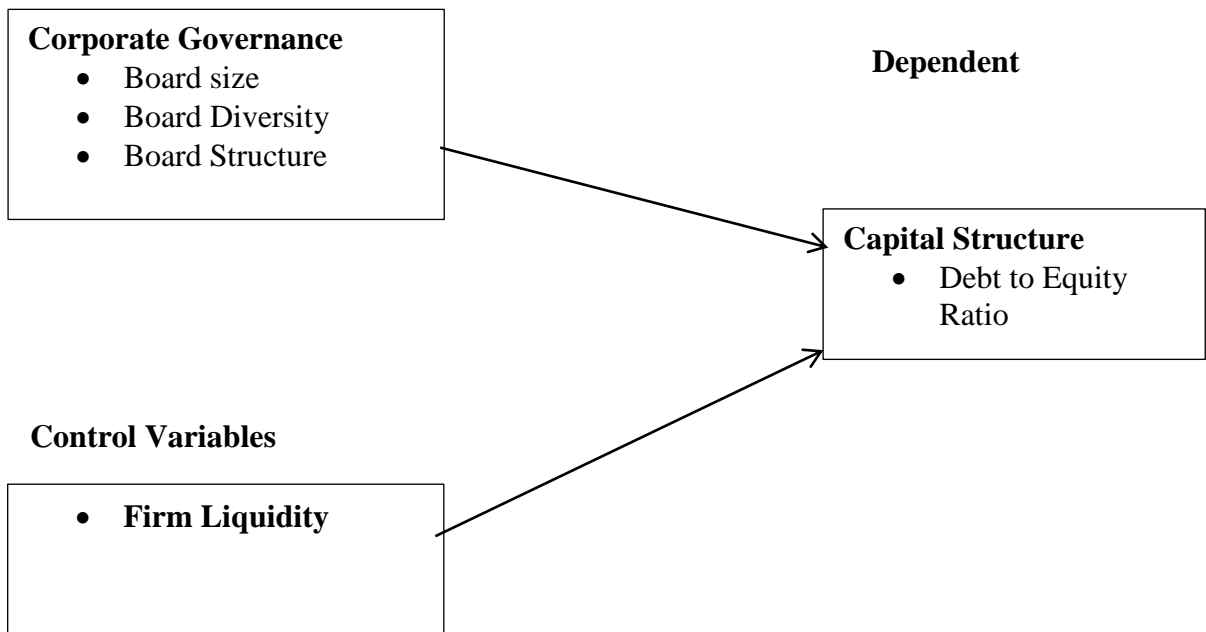 Corporate Governance
• Board size
• Board Diversity
• Board Structure
Dependent
Capital Structure
• Debt to Equity
Ratio
Control Variables
• Firm Liquidity